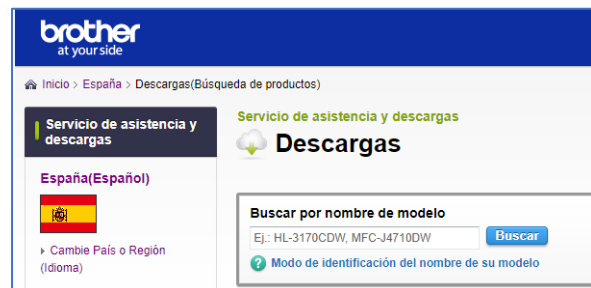 brother
at your side
Inicio > España > Descargas(Búsqueda de productos)
Servicio de asistencia y
descargas
España(Español)
Cambie País o Región
(Idioma)
Servicio de asistencia y descargas
Descargas
Buscar por nombre de modelo
Ej.: HL-3170CDW, MFC-J4710DW
Buscar
? Modo de identificación del nombre de su modelo